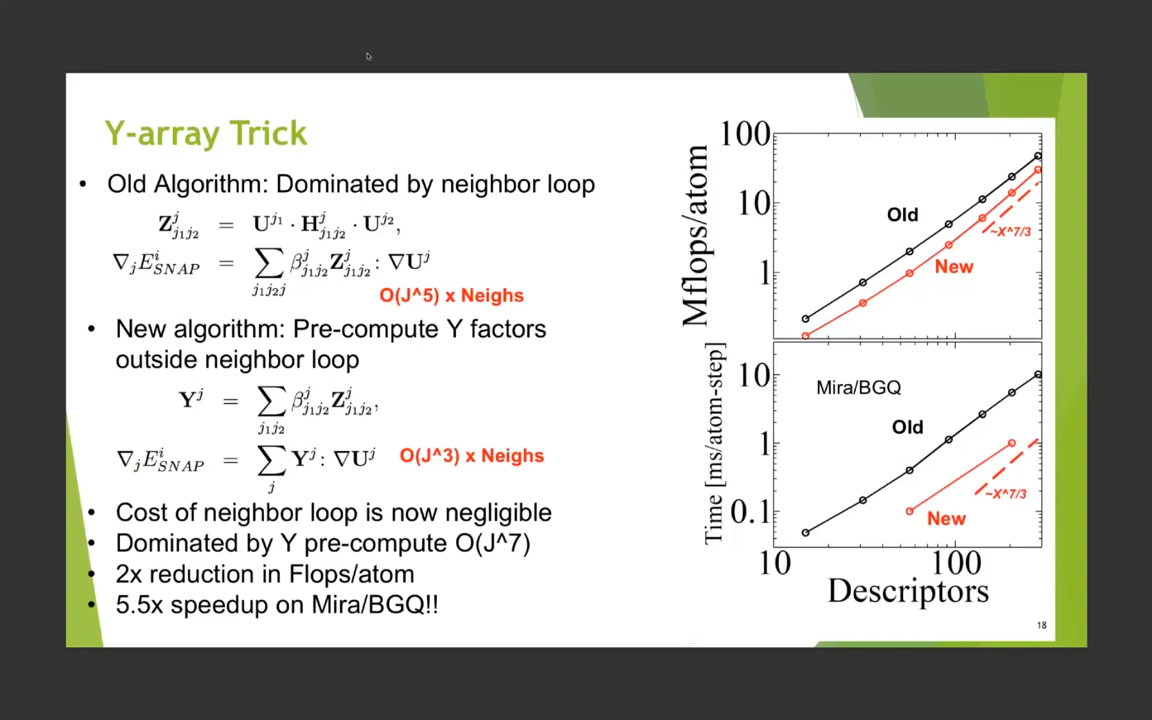 Y-array Trick
• Old Algorithm: Dominated by neighbor loop
Z^j_{j₁j₂} = U^{j₁} · H^j_{j₁j₂} · U^{j₂},
∇_j E^i_{SNAP} = ∑_{j₁j₂j} β^j_{j₁j₂} Z^j_{j₁j₂} : ∇U^j
O(J^5) x Neighs
• New algorithm: Pre-compute Y factors
outside neighbor loop
Y^j = ∑_{j₁j₂} β^j_{j₁j₂} Z^j_{j₁j₂},
∇_j E^i_{SNAP} = ∑_j Y^j : ∇U^j O(J^3) x Neighs
• Cost of neighbor loop is now negligible
• Dominated by Y pre-compute O(J^7)
• 2x reduction in Flops/atom
• 5.5x speedup on Mira/BGQ!!
Mflops/atom
100
10
1
Old
New
~X^7/3
Time [ms/atom-step]
10
1
0.1
Mira/BGQ
Old
New
~X^7/3
10 100
Descriptors
18